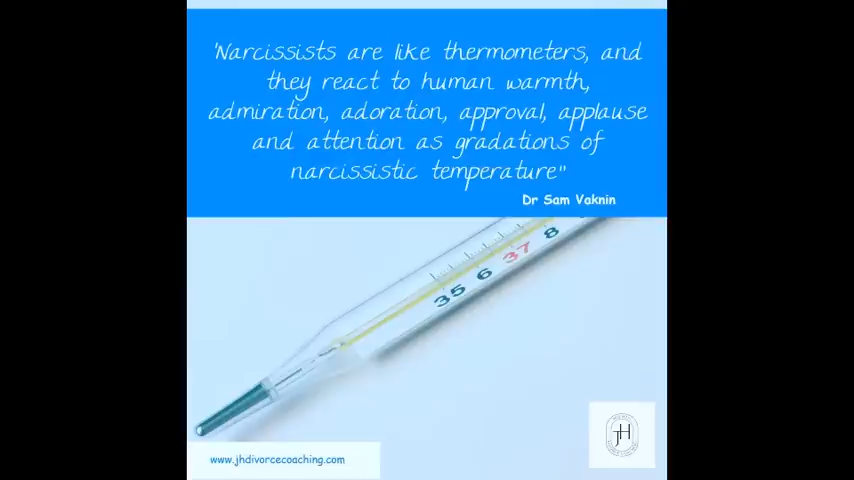 'Narcissists are like thermometers, and
they react to human warmth,
admiration, adoration, approval, applause
and attention as gradations of
narcissistic temperature"
Dr Sam Vaknin
35 6 37 8
www.jhdivorcecoaching.com
JH